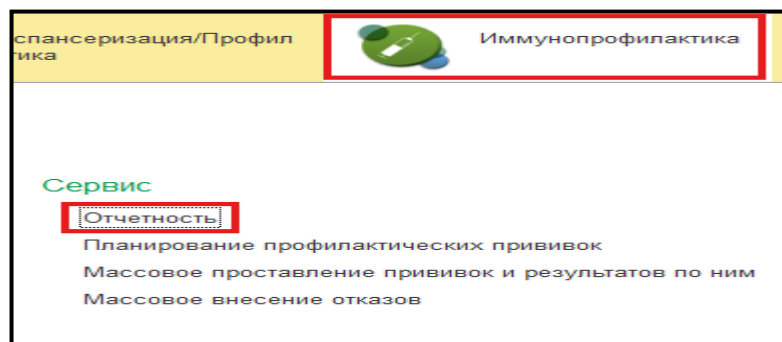 спансеризация/Профил
тика
Иммунопрофилактика
Сервис
Отчетность
Планирование профилактических прививок
Массовое проставление прививок и результатов по ним
Массовое внесение отказов